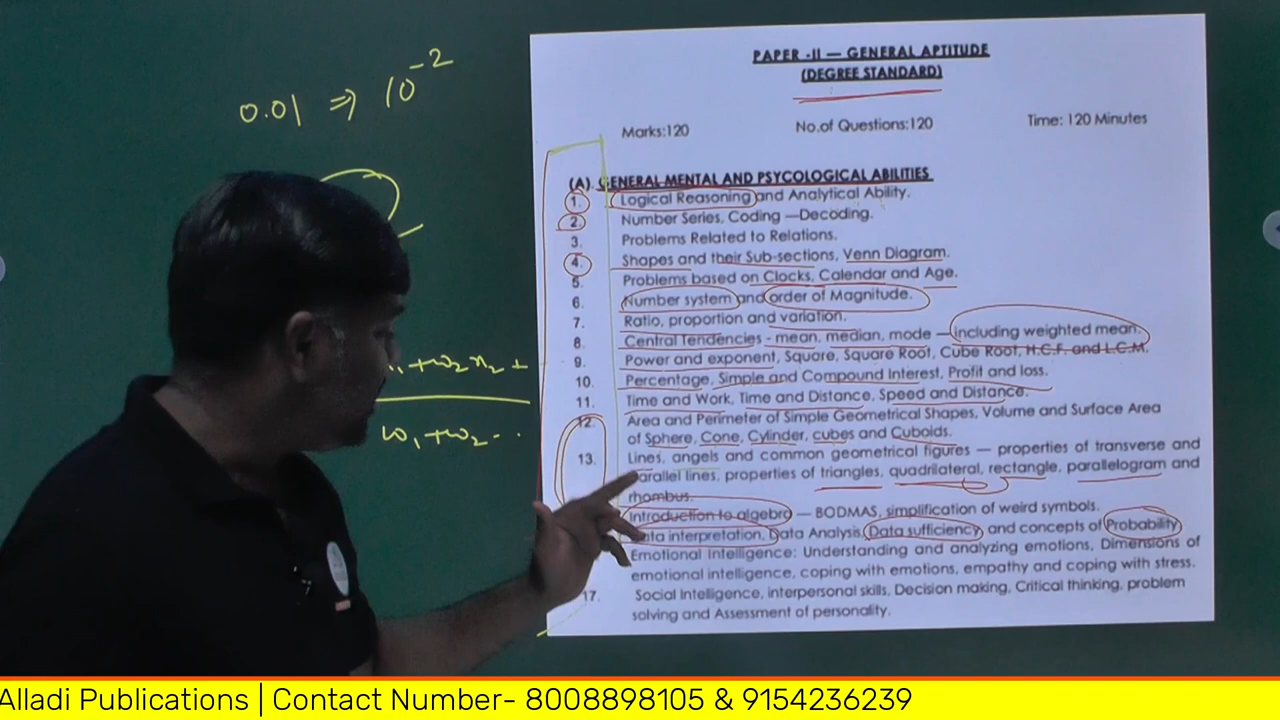 0.01 ⇒ 10^-2
+w2x2+
w1+w2-..
PAPER -II — GENERAL APTITUDE
(DEGREE STANDARD)
Marks:120 No.of Questions:120 Time: 120 Minutes
(A). GENERAL MENTAL AND PSYCOLOGICAL ABILITIES
1. Logical Reasoning and Analytical Ability.
2. Number Series, Coding —Decoding.
3. Problems Related to Relations.
4. Shapes and their Sub-sections, Venn Diagram.
5. Problems based on Clocks, Calendar and Age.
6. Number system and order of Magnitude.
7. Ratio, proportion and variation.
8. Central Tendencies - mean, median, mode — including weighted mean.
9. Power and exponent, Square, Square Root, Cube Root, H.C.F. and L.C.M.
10. Percentage, Simple and Compound Interest, Profit and loss.
11. Time and Work, Time and Distance, Speed and Distance.
12. Area and Perimeter of Simple Geometrical Shapes, Volume and Surface Area
of Sphere, Cone, Cylinder, cubes and Cuboids.
13. Lines, angels and common geometrical figures — properties of transverse and
parallel lines, properties of triangles, quadrilateral, rectangle, parallelogram and
rhombus.
Introduction to algebra — BODMAS, simplification of weird symbols.
Data interpretation, Data Analysis, Data sufficiency and concepts of Probability
Emotional Intelligence: Understanding and analyzing emotions, Dimensions of
emotional intelligence, coping with emotions, empathy and coping with stress.
17. Social Intelligence, interpersonal skills, Decision making, Critical thinking, problem
solving and Assessment of personality.
Alladi Publications | Contact Number- 8008898105 & 9154236239